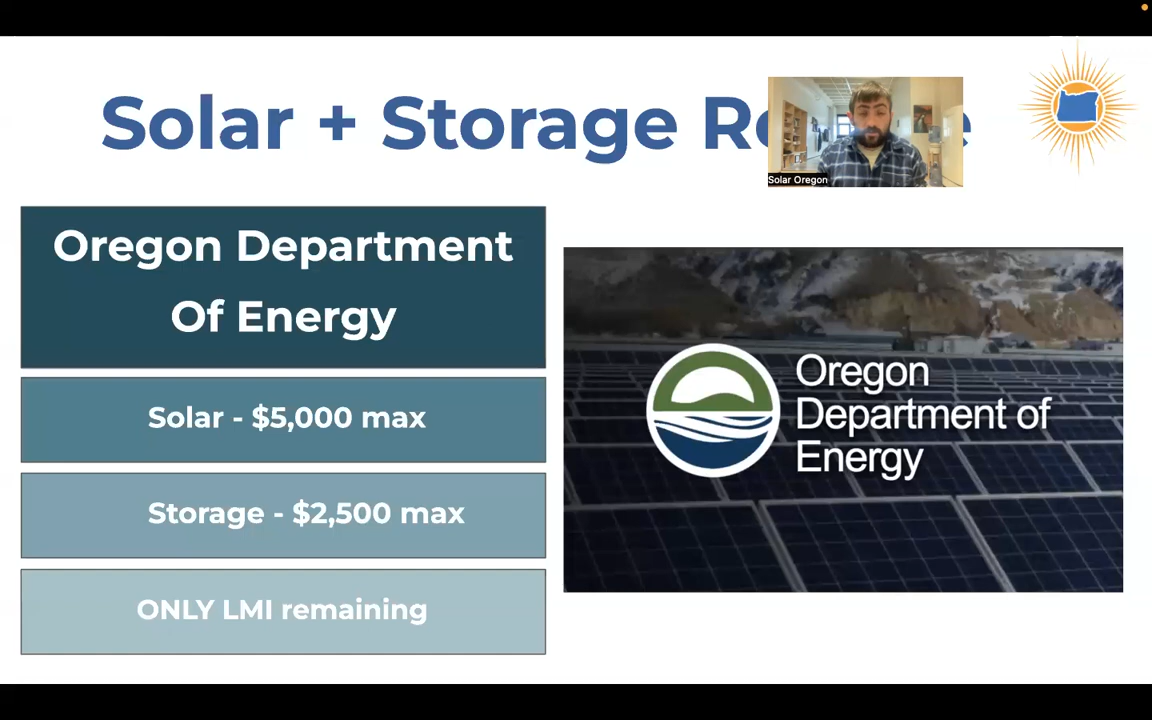 Solar + Storage
Solar Oregon
Oregon Department
Of Energy
Solar - $5,000 max
Storage - $2,500 max
ONLY LMI remaining
Oregon
Department of
Energy